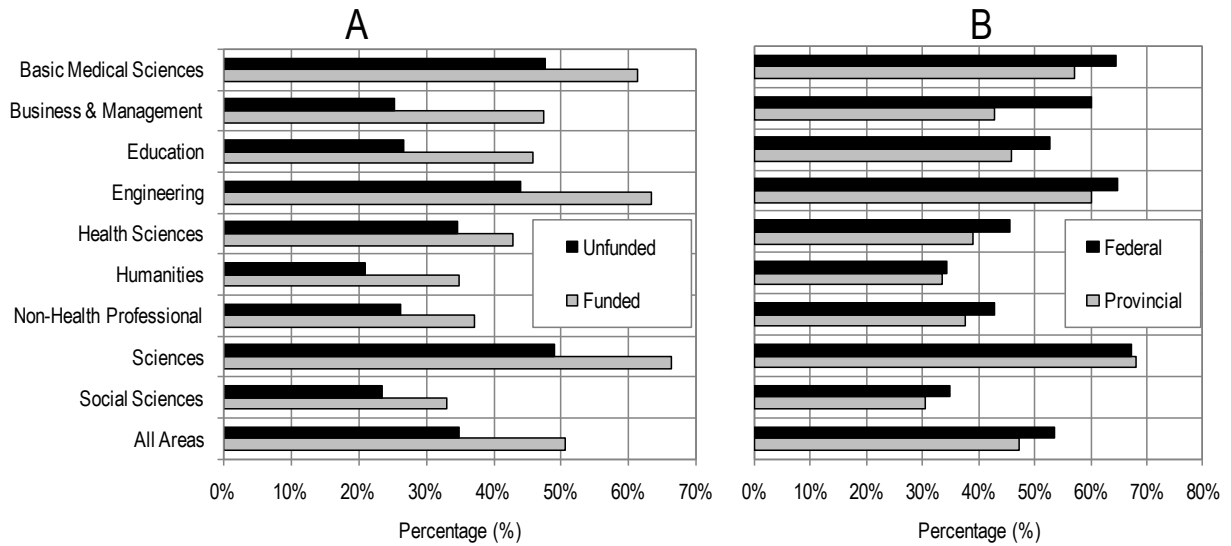 A
B
Basic Medical Sciences
Business & Management
Education
Engineering
Health Sciences
Humanities
Non-Health Professional
Sciences
Social Sciences
All Areas
Unfunded
Funded
Federal
Provincial
0% 10% 20% 30% 40% 50% 60% 70%
0% 10% 20% 30% 40% 50% 60% 70% 80%
Percentage (%)
Percentage (%)